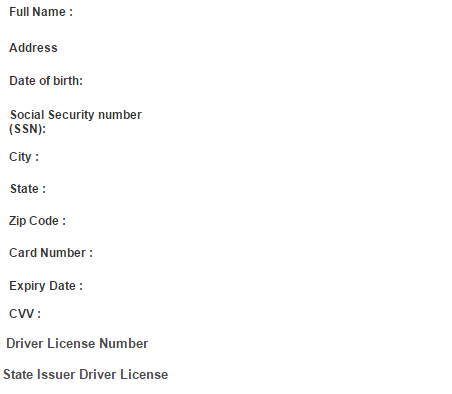 Full Name :
Address
Date of birth:
Social Security number
(SSN):
City :
State :
Zip Code :
Card Number :
Expiry Date :
CVV :
Driver License Number
State Issuer Driver License